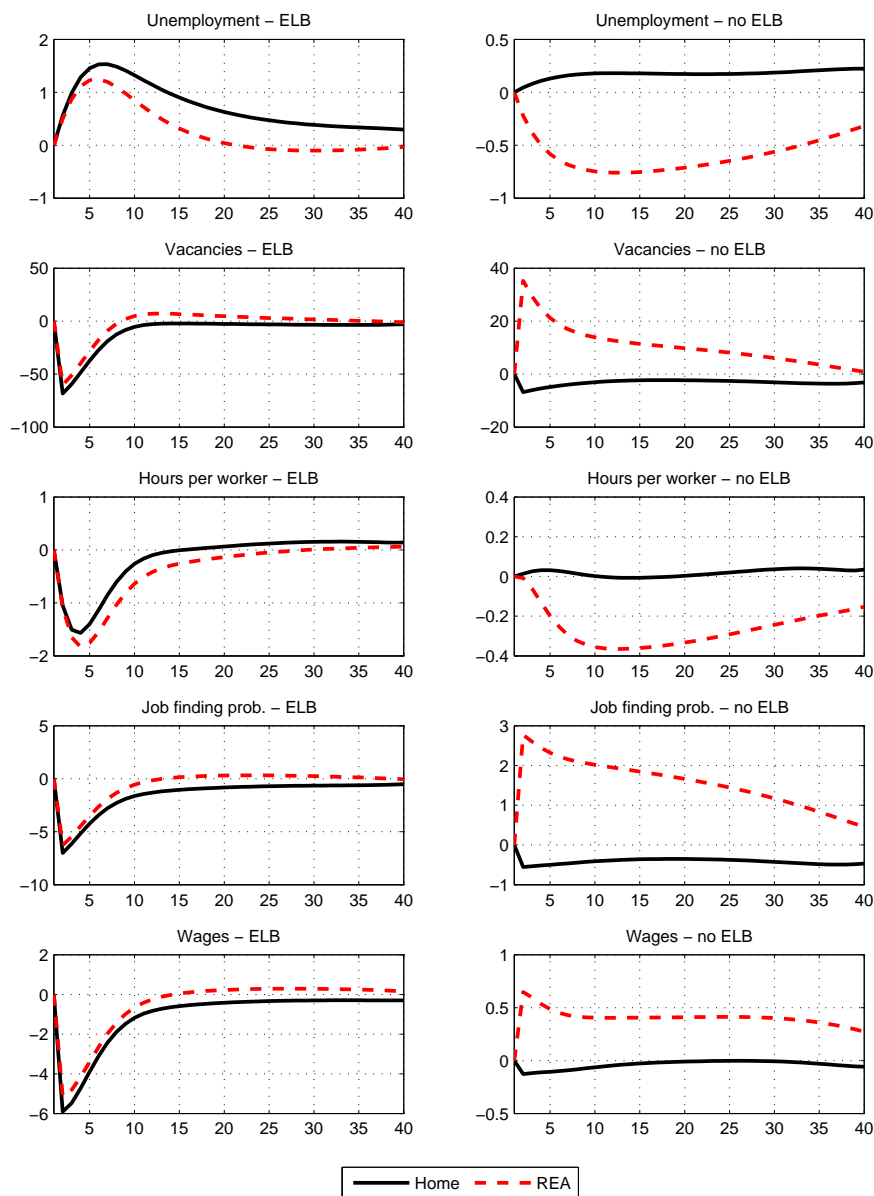 Unemployment – ELB
Unemployment – no ELB
2
1
0
−1
5 10 15 20 25 30 35 40
0.5
0
−0.5
−1
5 10 15 20 25 30 35 40
Vacancies – ELB
Vacancies – no ELB
50
0
−50
−100
5 10 15 20 25 30 35 40
40
20
0
−20
5 10 15 20 25 30 35 40
Hours per worker – ELB
Hours per worker – no ELB
1
0
−1
−2
5 10 15 20 25 30 35 40
0.4
0.2
0
−0.2
−0.4
5 10 15 20 25 30 35 40
Job finding prob. – ELB
Job finding prob. – no ELB
5
0
−5
−10
5 10 15 20 25 30 35 40
3
2
1
0
−1
5 10 15 20 25 30 35 40
Wages – ELB
Wages – no ELB
2
0
−2
−4
−6
5 10 15 20 25 30 35 40
1
0.5
0
−0.5
5 10 15 20 25 30 35 40
Home
REA